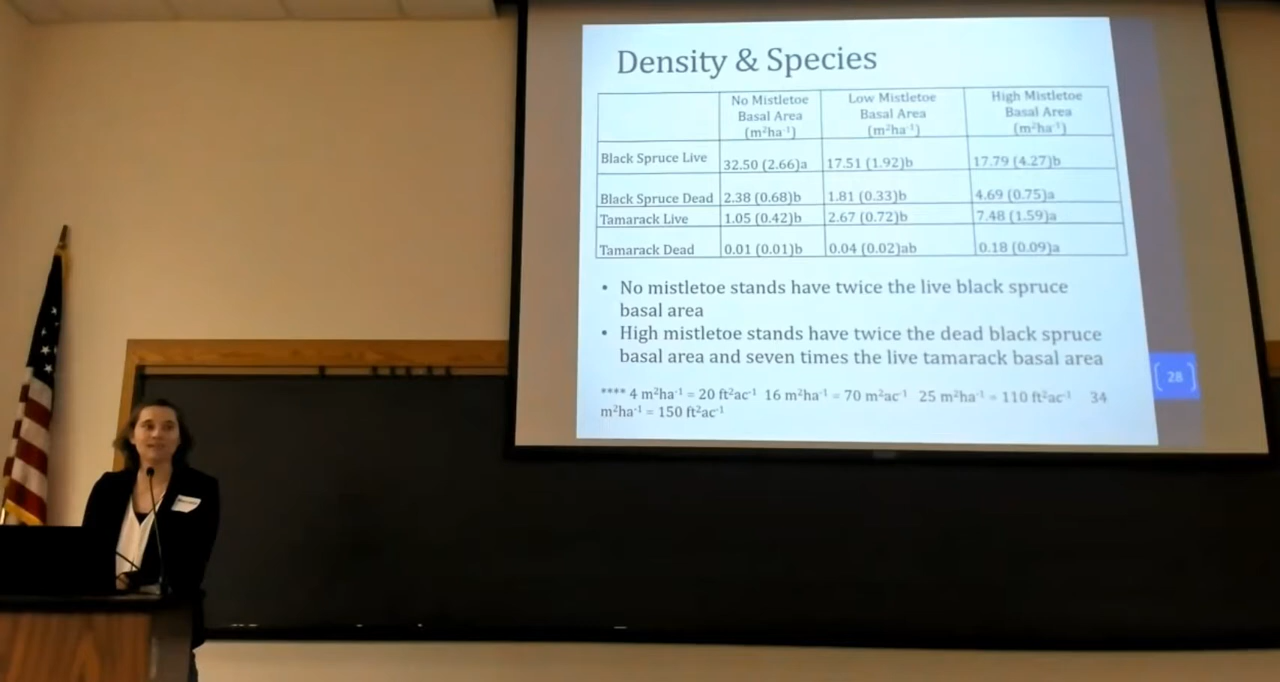 Density & Species
No Mistletoe Basal Area (m²ha⁻¹) Low Mistletoe Basal Area (m²ha⁻¹) High Mistletoe Basal Area (m²ha⁻¹)
Black Spruce Live 32.50 (2.66)a 17.51 (1.92)b 17.79 (4.27)b
Black Spruce Dead 2.38 (0.68)b 1.81 (0.33)b 4.69 (0.75)a
Tamarack Live 1.05 (0.42)b 2.67 (0.72)b 7.48 (1.59)a
Tamarack Dead 0.01 (0.01)b 0.04 (0.02)ab 0.18 (0.09)a
• No mistletoe stands have twice the live black spruce
basal area
• High mistletoe stands have twice the dead black spruce
basal area and seven times the live tamarack basal area
**** 4 m²ha⁻¹ = 20 ft²ac⁻¹ 16 m²ha⁻¹ = 70 m²ac⁻¹ 25 m²ha⁻¹ = 110 ft²ac⁻¹ 34
m²ha⁻¹ = 150 ft²ac⁻¹
28